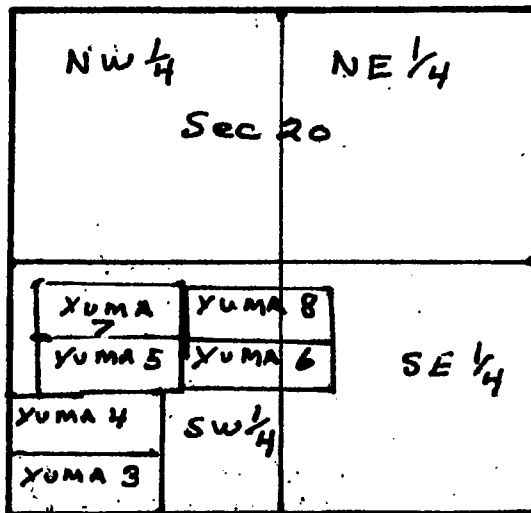 NW 1/4
NE 1/4
Sec 20
YUMA 7
YUMA 8
YUMA 5
YUMA 6
SE 1/4
YUMA 4
SW 1/4
YUMA 3